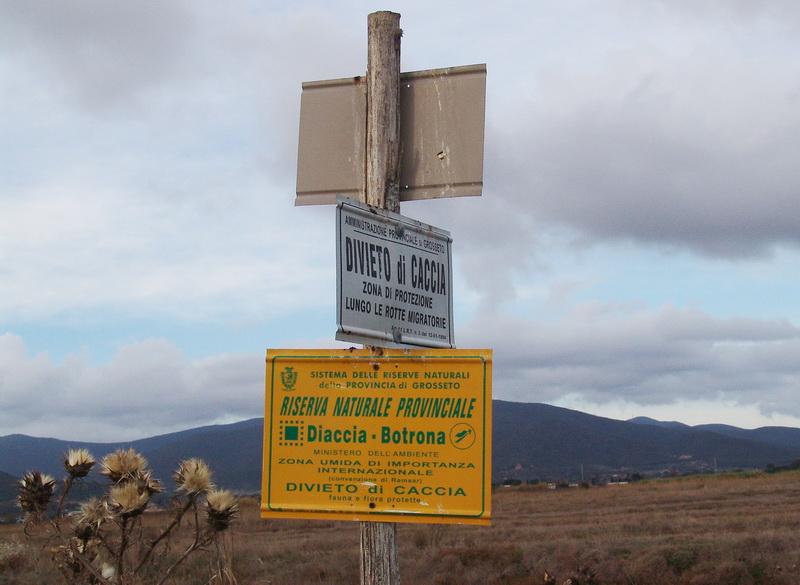 AMMINISTRAZIONE PROVINCIALE di GROSSETO
DIVIETO di CACCIA
ZONA DI PROTEZIONE
LUNGO LE ROTTE MIGRATORIE
SISTEMA DELLE RISERVE NATURALI
della PROVINCIA di GROSSETO
RISERVA NATURALE PROVINCIALE
Diaccia - Botrona
MINISTERO DELL'AMBIENTE
ZONA UMIDA DI IMPORTANZA
INTERNAZIONALE
(convenzione di Ramsar)
DIVIETO di CACCIA
fauna e flora protette